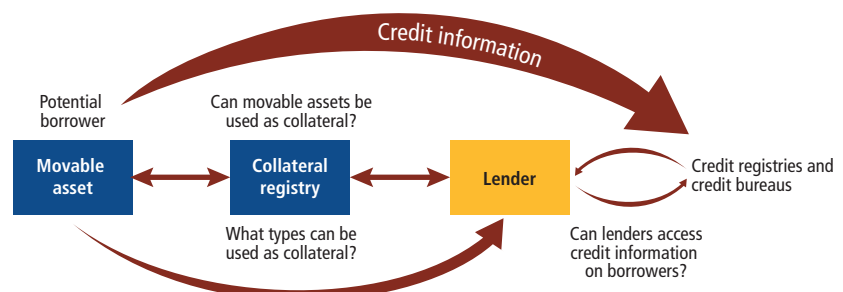 Credit information
Potential
borrower
Can movable assets be
used as collateral?
Movable
asset
Collateral
registry
Lender
Credit registries and
credit bureaus
What types can be
used as collateral?
Can lenders access
credit information
on borrowers?